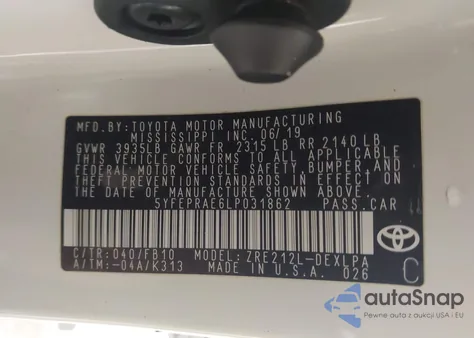 MFD.BY:TOYOTA MOTOR MANUFACTURING
MISSISSIPPI INC. 06/19
GVWR 3935LB GAWR FR 2315 LB RR 2140 LB
THIS VEHICLE CONFORMS TO ALL APPLICABLE
FEDERAL MOTOR VEHICLE SAFETY, BUMPER, AND
THEFT PREVENTION STANDARDS IN EFFECT ON
THE DATE OF MANUFACTURE SHOWN ABOVE.
5YFEPRAE6LP031862 PASS.CAR
C/TR:040/FB10 MODEL:ZRE212L-DEXLPA
A/TM:-04A/K313 MADE IN U.S.A. 026
C
autoSnap
Pewne auta z aukcji USA i EU